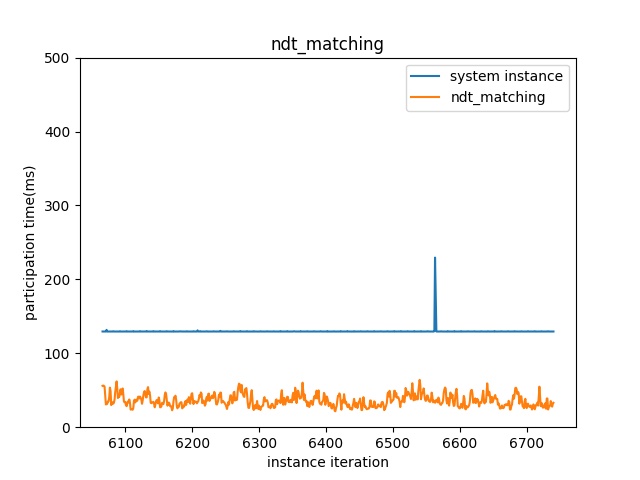 ndt_matching
system instance
ndt_matching
500
400
300
200
100
0
participation time(ms)
6100 6200 6300 6400 6500 6600 6700
instance iteration